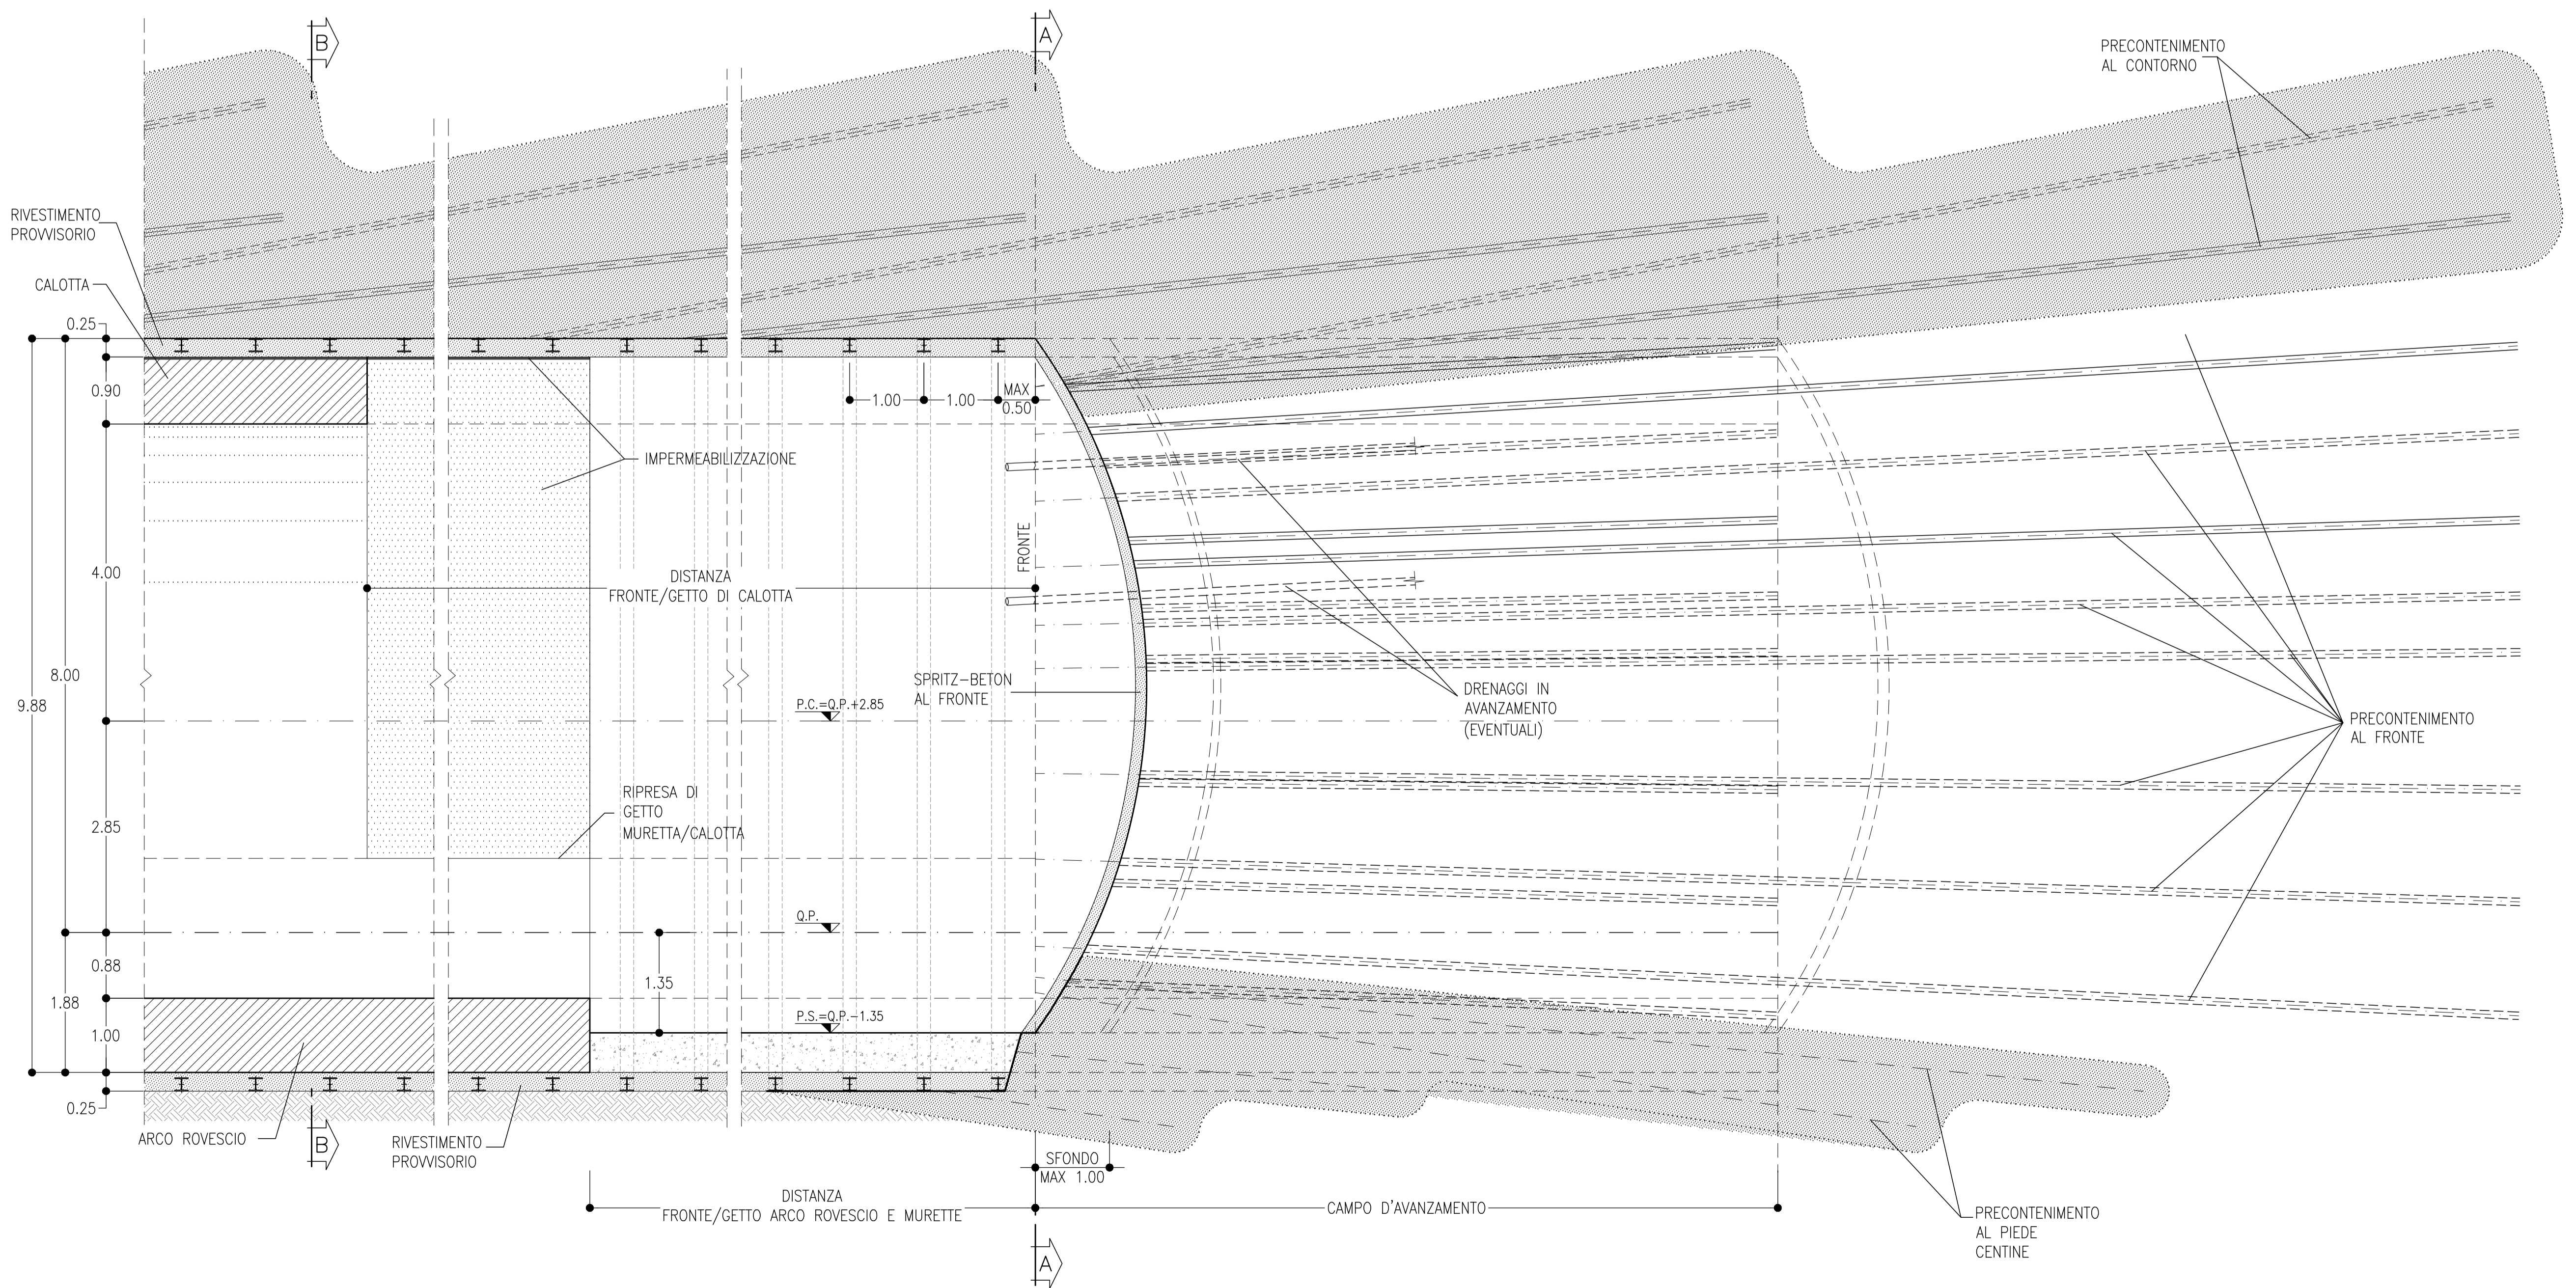 B
A
PRECONTENIMENTO
AL CONTORNO
RIVESTIMENTO
PROVVISORIO
CALOTTA
0.25
0.90
1.00
1.00
MAX
0.50
IMPERMEABILIZZAZIONE
FRONTE
4.00
DISTANZA
FRONTE/GETTO DI CALOTTA
8.00
9.88
SPRITZ-BETON
AL FRONTE
P.C.=Q.P.+2.85
DRENAGGI IN
AVANZAMENTO
(EVENTUALI)
PRECONTENIMENTO
AL FRONTE
2.85
RIPRESA DI
GETTO
MURETTA/CALOTTA
Q.P.
0.88
1.35
1.88
P.S.=Q.P.-1.35
1.00
0.25
ARCO ROVESCIO
B
RIVESTIMENTO
PROVVISORIO
SFONDO
MAX 1.00
DISTANZA
FRONTE/GETTO ARCO ROVESCIO E MURETTE
CAMPO D'AVANZAMENTO
PRECONTENIMENTO
AL PIEDE
CENTINE
A